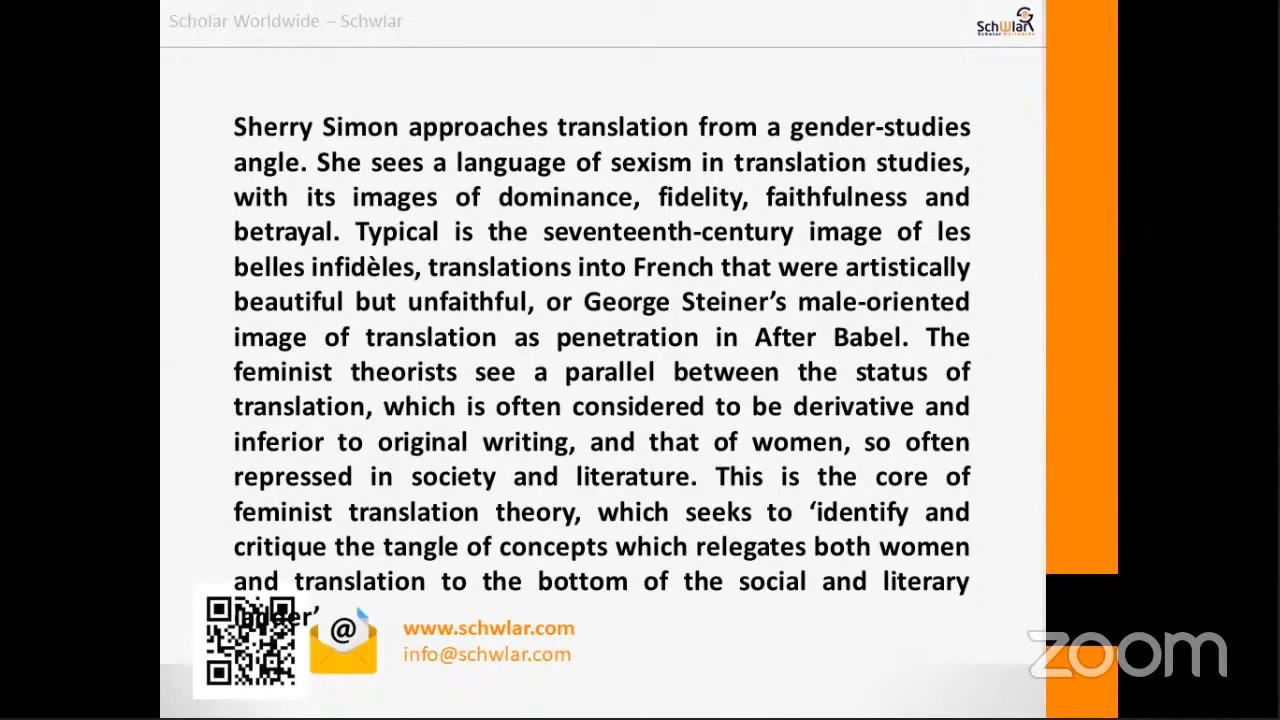 Scholar Worldwide – Schwlar
SchWlar
Scholar Worldwide
Sherry Simon approaches translation from a gender-studies
angle. She sees a language of sexism in translation studies,
with its images of dominance, fidelity, faithfulness and
betrayal. Typical is the seventeenth-century image of les
belles infidèles, translations into French that were artistically
beautiful but unfaithful, or George Steiner’s male-oriented
image of translation as penetration in After Babel. The
feminist theorists see a parallel between the status of
translation, which is often considered to be derivative and
inferior to original writing, and that of women, so often
repressed in society and literature. This is the core of
feminist translation theory, which seeks to ‘identify and
critique the tangle of concepts which relegates both women
and translation to the bottom of the social and literary
ladder’
@
www.schwlar.com
info@schwlar.com
zoom